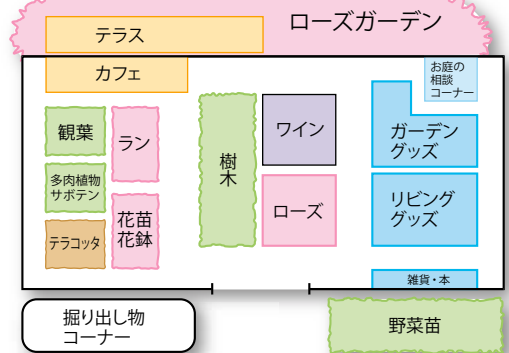 ローズガーデン
テラス
カフェ
お庭の
相談
コーナー
観葉
ラン
樹木
ワイン
ガーデン
グッズ
多肉植物
サボテン
花苗
花鉢
ローズ
リビング
グッズ
テラコッタ
雑貨・本
掘り出し物
コーナー
野菜苗